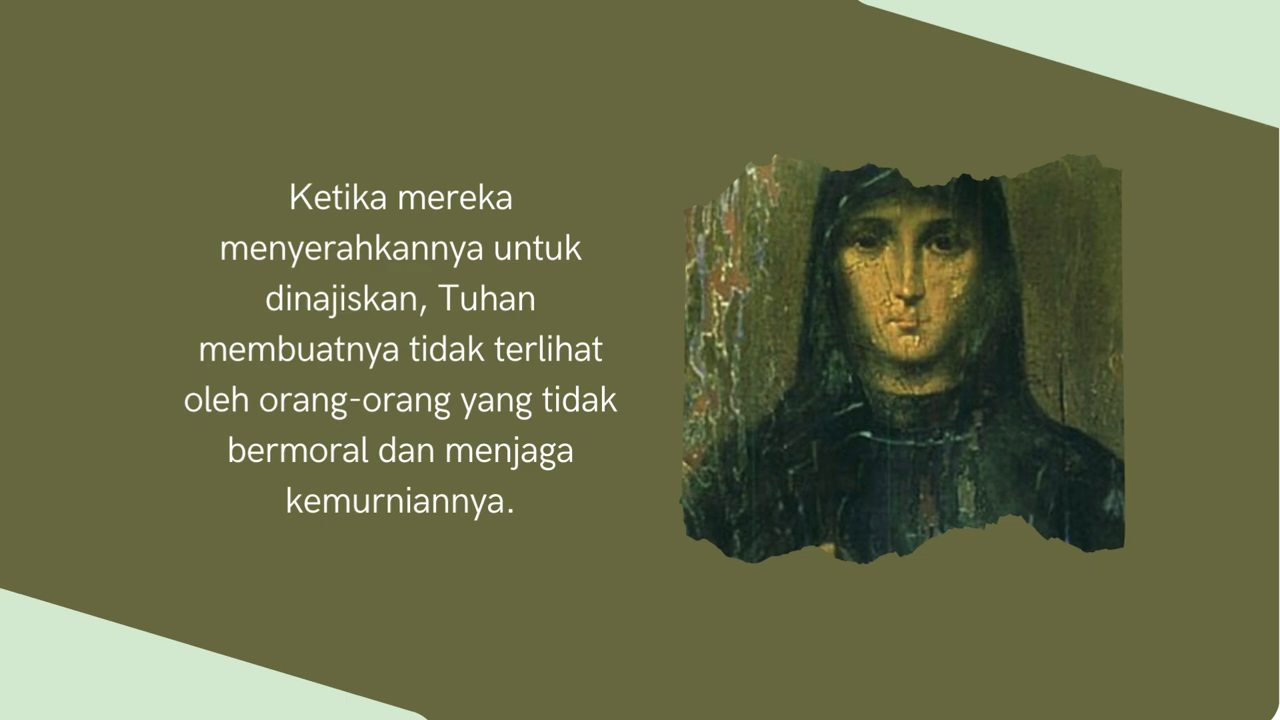 Ketika mereka
menyerahkannya untuk
dinajiskan, Tuhan
membuatnya tidak terlihat
oleh orang-orang yang tidak
bermoral dan menjaga
kemurniannya.